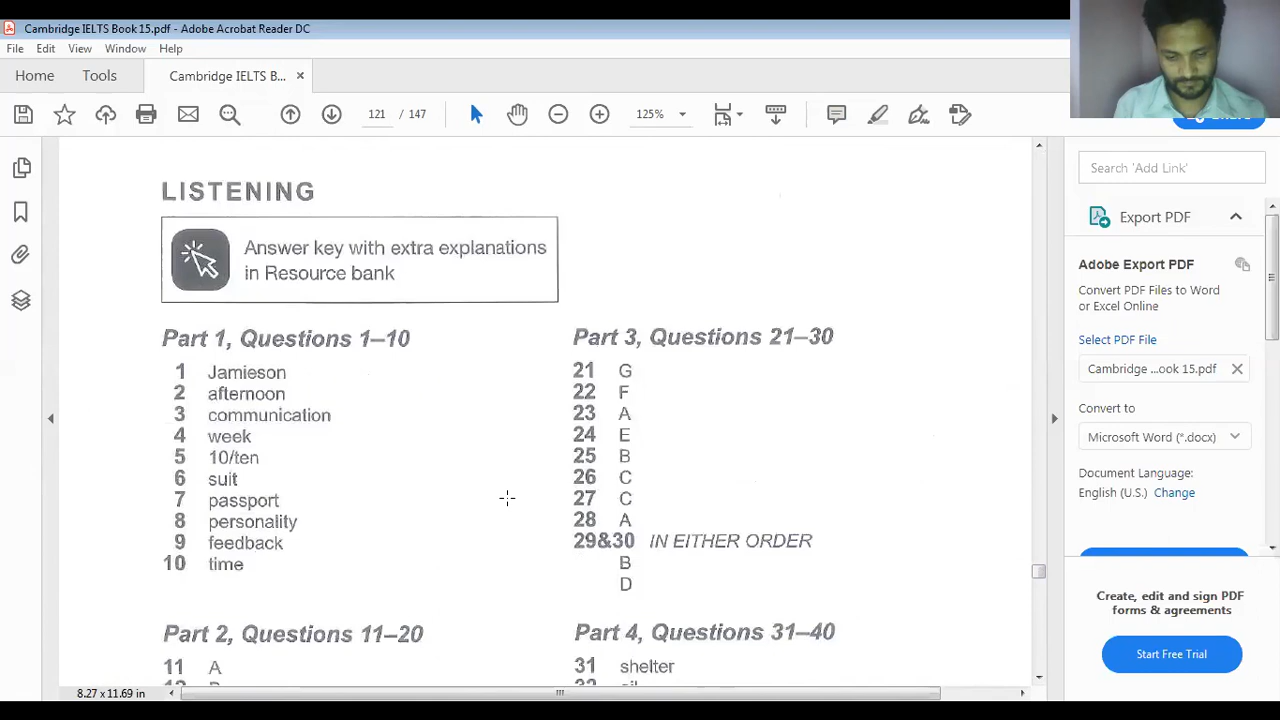 Cambridge IELTS Book 15.pdf - Adobe Acrobat Reader DC
File Edit View Window Help
Home Tools Cambridge IELTS B... ×
121 / 147 125%
LISTENING
Answer key with extra explanations
in Resource bank
Part 1, Questions 1–10
1 Jamieson
2 afternoon
3 communication
4 week
5 10/ten
6 suit
7 passport
8 personality
9 feedback
10 time
Part 2, Questions 11–20
11 A
Part 3, Questions 21–30
21 G
22 F
23 A
24 E
25 B
26 C
27 C
28 A
29&30 IN EITHER ORDER
B
D
Part 4, Questions 31–40
31 shelter
8.27 x 11.69 in
Search 'Add Link'
Export PDF
Adobe Export PDF
Convert PDF Files to Word
or Excel Online
Select PDF File
Cambridge ...ook 15.pdf
Convert to
Microsoft Word (*.docx)
Document Language:
English (U.S.) Change
Create, edit and sign PDF
forms & agreements
Start Free Trial